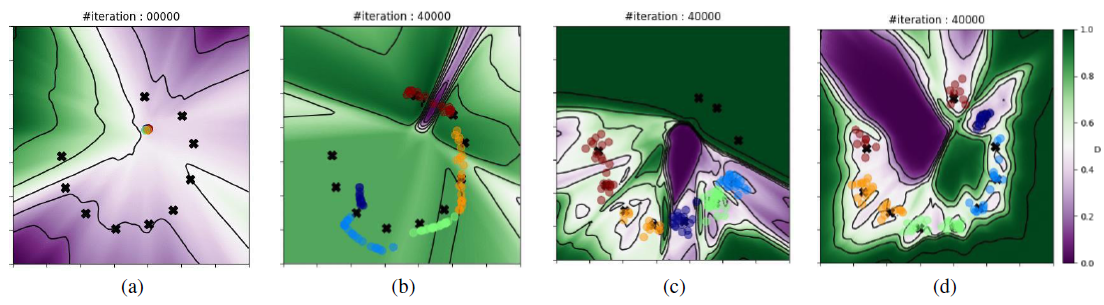 #iteration : 00000
#iteration : 40000
#iteration : 40000
#iteration : 40000
1.0
0.8
0.6
0.4
0.2
0.0
D
(a)
(b)
(c)
(d)